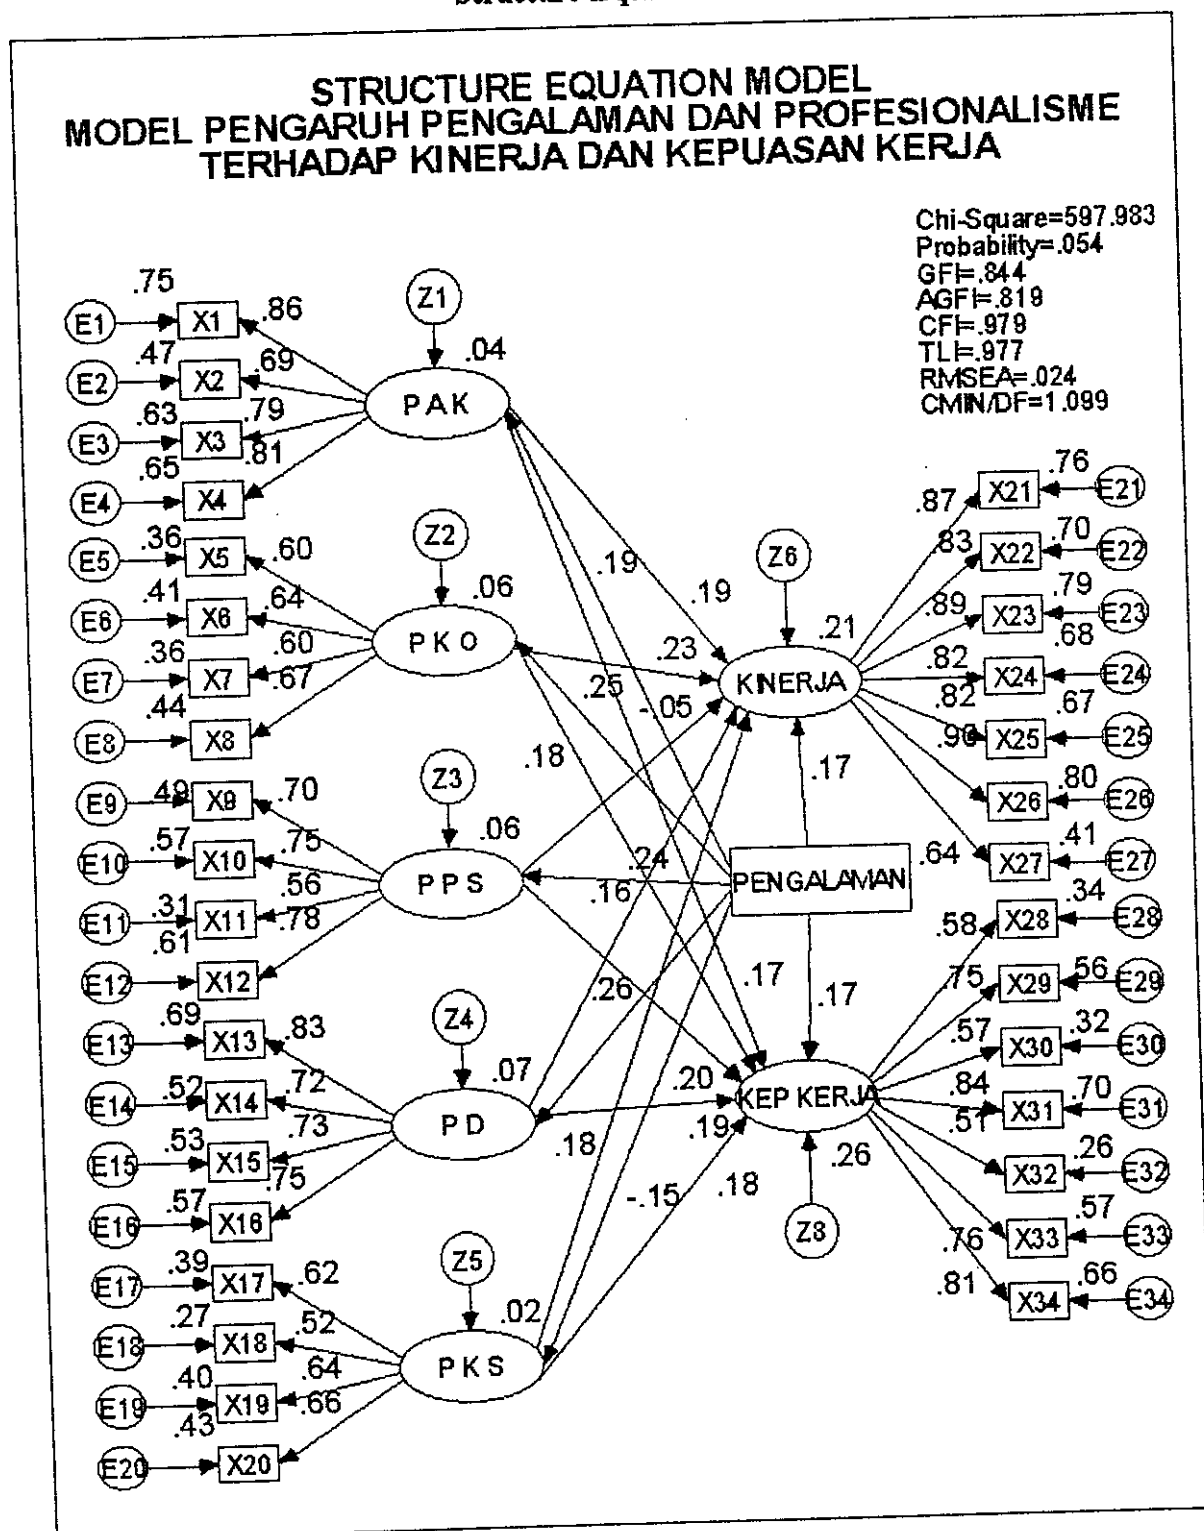 STRUCTURE EQUATION MODEL
MODEL PENGARUH PENGALAMAN DAN PROFESIONALISME
TERHADAP KINERJA DAN KEPUASAN KERJA
Chi-Square=597.983
Probability=.054
GFI=.844
AGFI=.819
CFI=.979
TLI=.977
RMSEA=.024
CMIN/DF=1.099
.75
E1 X1 .86
.47
E2 X2 .69
.63
E3 X3 .79
.65
E4 X4 .81
Z1
.04
PAK
.36
E5 X5 .60
.41
E6 X6 .64
.36
E7 X7 .60
.44
E8 X8 .67
Z2
.06
PKO
.49
E9 X9 .70
.57
E10 X10 .75
.31
E11 X11 .56
.61
E12 X12 .78
Z3
.06
PPS
.69
E13 X13 .83
.52
E14 X14 .72
.53
E15 X15 .73
.57
E16 X16 .75
Z4
.07
PD
.39
E17 X17 .62
.27
E18 X18 .52
.40
E19 X19 .64
.43
E20 X20 .66
Z5
.02
PKS
.19
.19
.23
.25
-.05
.18
.17
.24
.16
.26
.17
.17
.20
.19
.18
-.15
.18
Z6
.21
KINERJA
PENGALAMAN
KEP KERJA
.26
Z8
.87 X21 .76 E21
.83 X22 .70 E22
.89 X23 .79 E23
.82 X24 .68 E24
.82 X25 .67 E25
X26 .80 E26
.64 X27 .41 E27
.58 X28 .34 E28
.75 X29 .56 E29
.57 X30 .32 E30
.84 X31 .70 E31
.51 X32 .26 E32
.76 X33 .57 E33
.81 X34 .66 E34